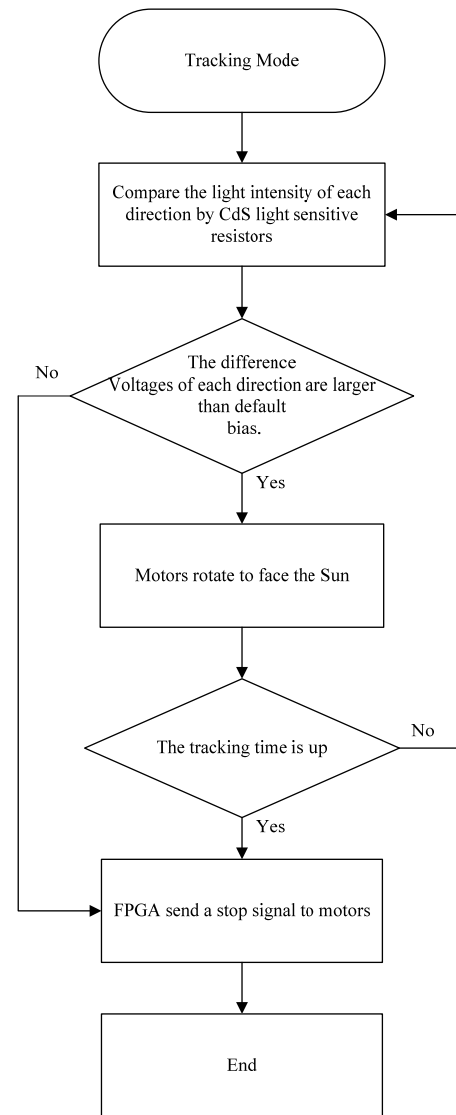 Tracking Mode
Compare the light intensity of each
direction by CdS light sensitive
resistors
The difference
No
Voltages of each direction are larger
than default
bias.
Yes
Motors rotate to face the Sun
No
The tracking time is up
Yes
FPGA send a stop signal to motors
End